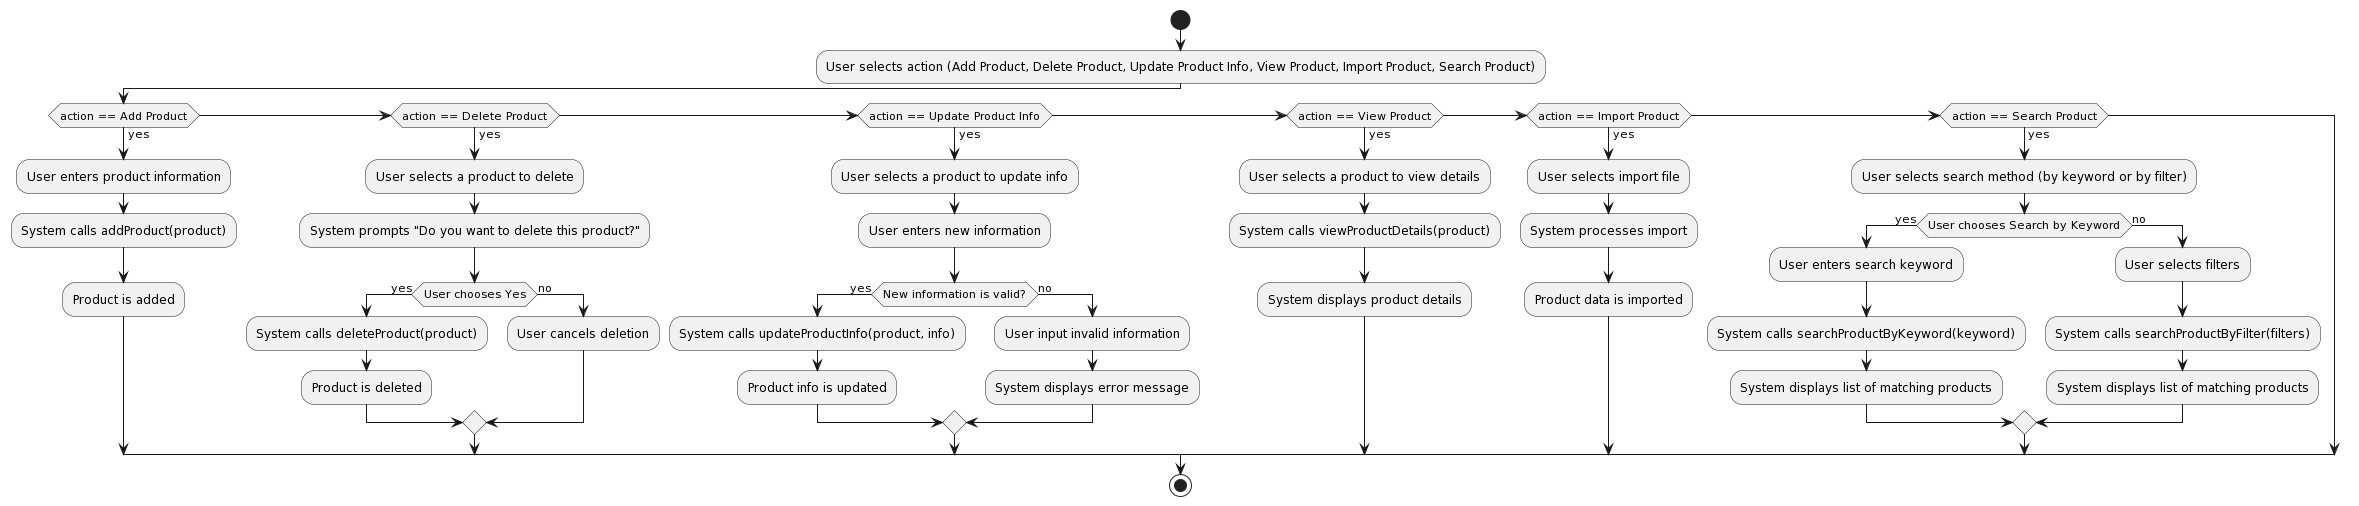 User selects action (Add Product, Delete Product, Update Product Info, View Product, Import Product, Search Product)
action == Add Product
yes
User enters product information
System calls addProduct(product)
Product is added
action == Delete Product
yes
User selects a product to delete
System prompts "Do you want to delete this product?"
User chooses Yes
yes
System calls deleteProduct(product)
Product is deleted
no
User cancels deletion
action == Update Product Info
yes
User selects a product to update info
User enters new information
New information is valid?
yes
System calls updateProductInfo(product, info)
Product info is updated
no
User input invalid information
System displays error message
action == View Product
yes
User selects a product to view details
System calls viewProductDetails(product)
System displays product details
action == Import Product
yes
User selects import file
System processes import
Product data is imported
action == Search Product
yes
User selects search method (by keyword or by filter)
User chooses Search by Keyword
yes
User enters search keyword
System calls searchProductByKeyword(keyword)
System displays list of matching products
no
User selects filters
System calls searchProductByFilter(filters)
System displays list of matching products